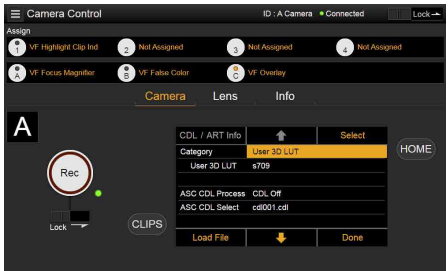 Camera Control
ID : A Camera
Connected
Lock
Assign
1 VF Highlight Clip Ind
2 Not Assigned
3 Not Assigned
4 Not Assigned
A VF Focus Magnifier
B VF False Color
C VF Overlay
Camera Lens Info
A
CDL / ART Info Select
Category User 3D LUT
User 3D LUT s709
ASC CDL Process CDL Off
ASC CDL Select cdl001.cdl
Load File Done
HOME
Rec
Lock
CLIPS